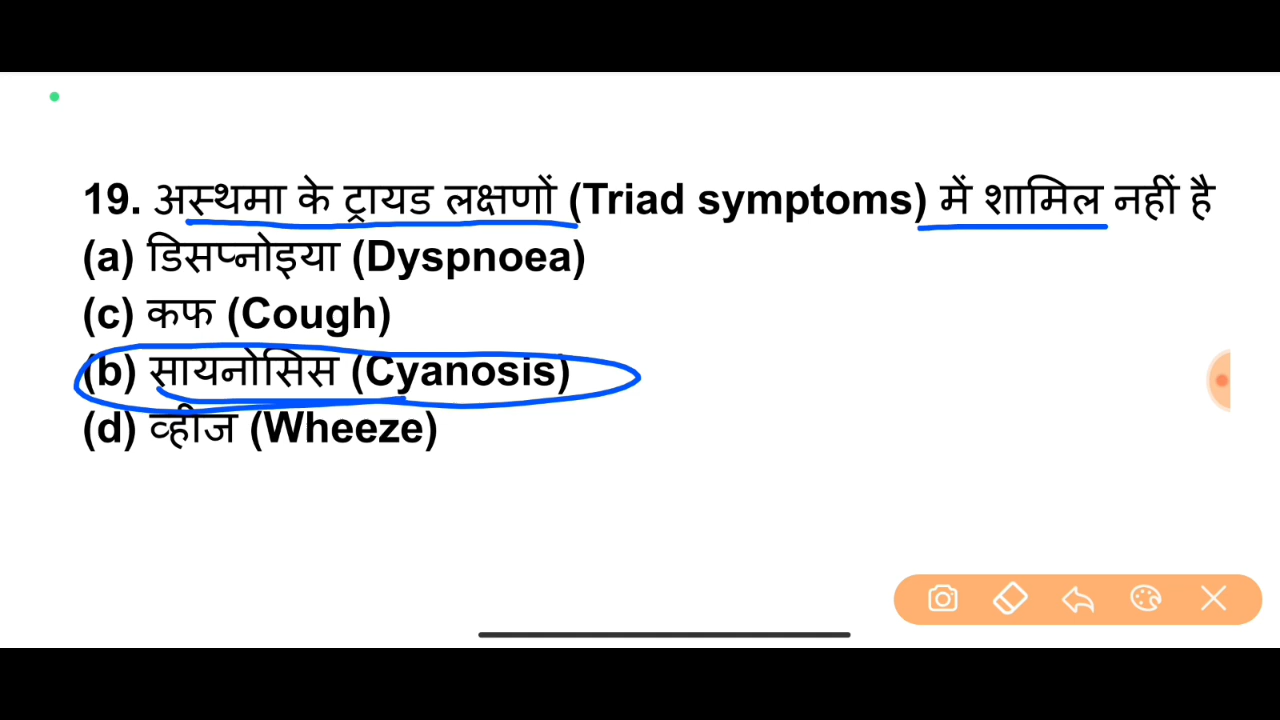 19. अस्थमा के ट्रायड लक्षणों (Triad symptoms) में शामिल नहीं है
(a) डिसप्नोइया (Dyspnoea)
(c) कफ (Cough)
(b) सायनोसिस (Cyanosis)
(d) व्हीज (Wheeze)